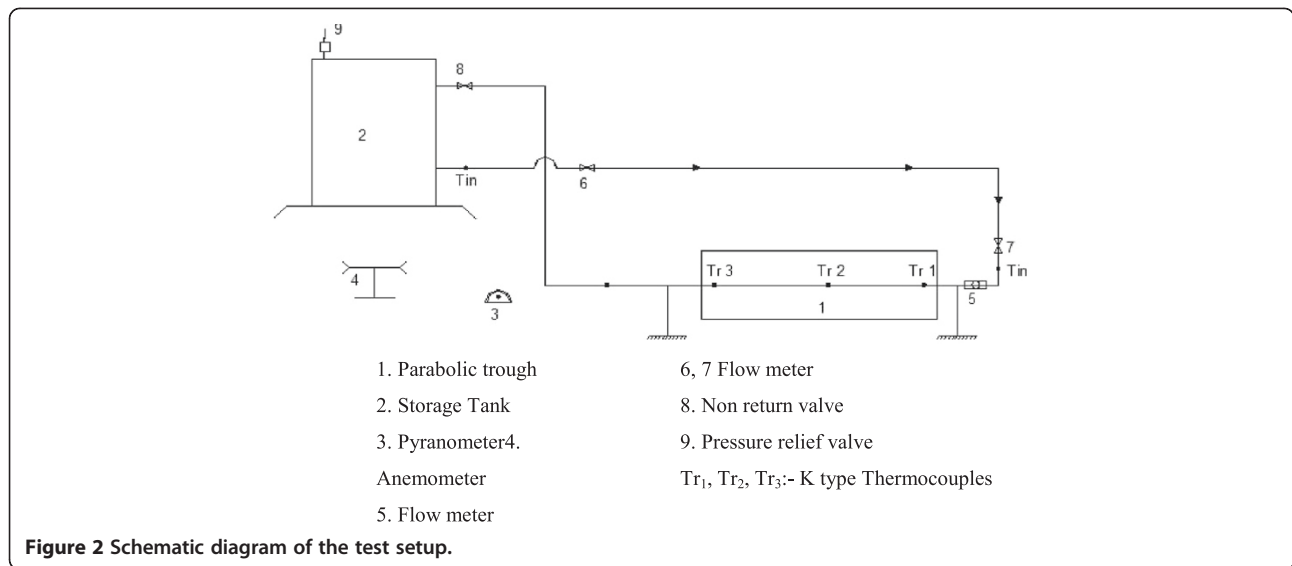 9
8
2
Tin
6
7
Tr 3
Tr 2
Tr 1
Tin
4
3
1
5
1. Parabolic trough
2. Storage Tank
3. Pyranometer4.
Anemometer
5. Flow meter
6, 7 Flow meter
8. Non return valve
9. Pressure relief valve
Tr₁, Tr₂, Tr₃:- K type Thermocouples
Figure 2 Schematic diagram of the test setup.